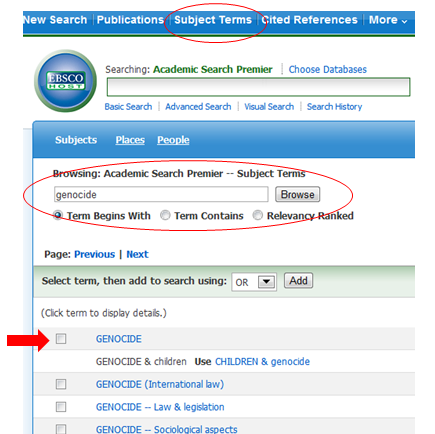 New Search | Publications | Subject Terms | Cited References | More
EBSCO
HOST
Searching: Academic Search Premier | Choose Databases
Basic Search | Advanced Search | Visual Search | Search History
Subjects Places People
Browsing: Academic Search Premier -- Subject Terms
genocide Browse
Term Begins With Term Contains Relevancy Ranked
Page: Previous | Next
Select term, then add to search using: OR Add
(Click term to display details.)
GENOCIDE
GENOCIDE & children Use CHILDREN & genocide
GENOCIDE (International law)
GENOCIDE -- Law & legislation
GENOCIDE -- Sociological aspects